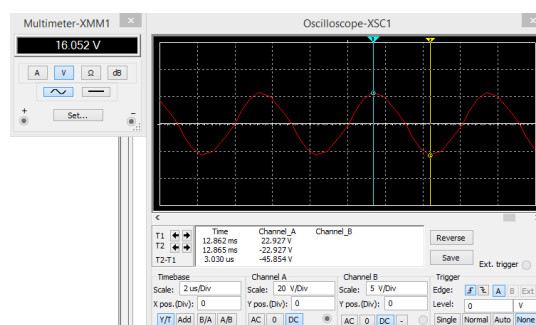 Multimeter-XMM1 ×
Oscilloscope-XSC1
16.052 V
A V Ω dB
+ Set... −
T1
T2
T2-T1
Time Channel_A Channel_B
12.862 ms 22.927 V
12.865 ms -22.927 V
3.030 us -45.854 V
Reverse
Save
Ext. trigger
Timebase
Scale: 2 us/Div
X pos.(Div): 0
Y/T Add B/A A/B
Channel A
Scale: 20 V/Div
Y pos.(Div): 0
AC 0 DC
Channel B
Scale: 5 V/Div
Y pos.(Div): 0
AC 0 DC -
Trigger
Edge: A B Ext
Level: 0 V
Single Normal Auto None